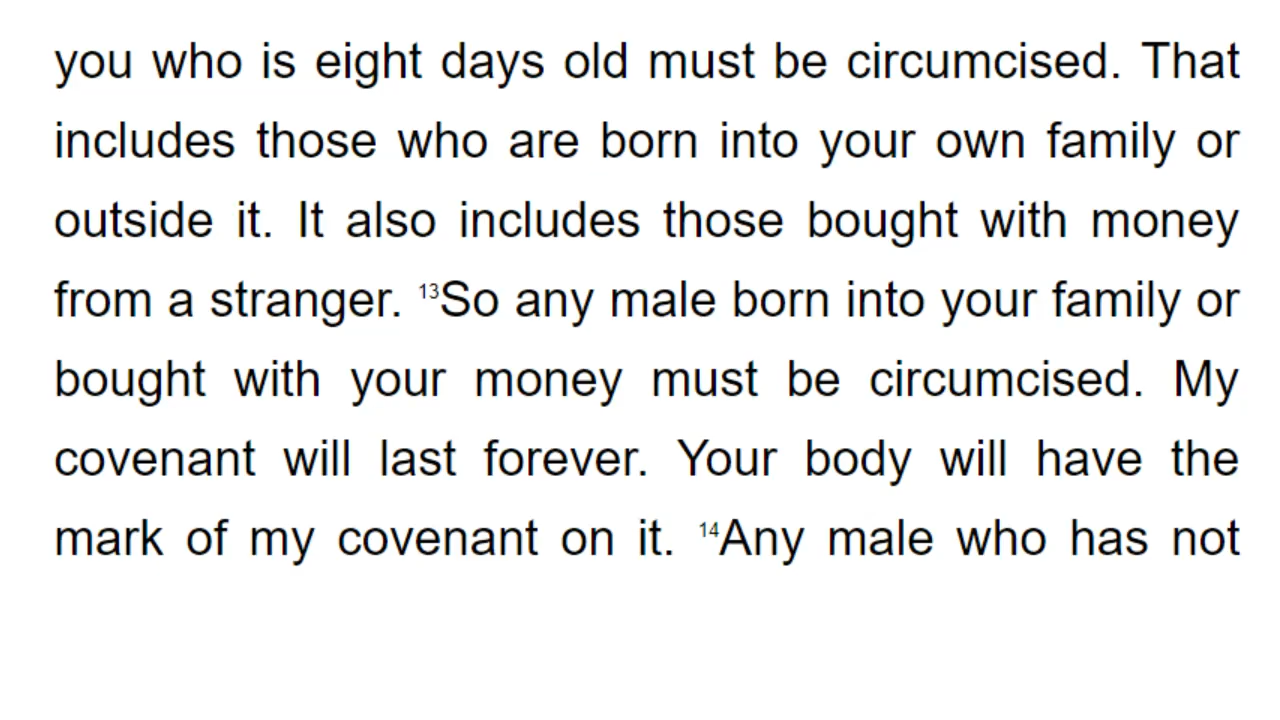 you who is eight days old must be circumcised. That
includes those who are born into your own family or
outside it. It also includes those bought with money
from a stranger. 13So any male born into your family or
bought with your money must be circumcised. My
covenant will last forever. Your body will have the
mark of my covenant on it. 14Any male who has not